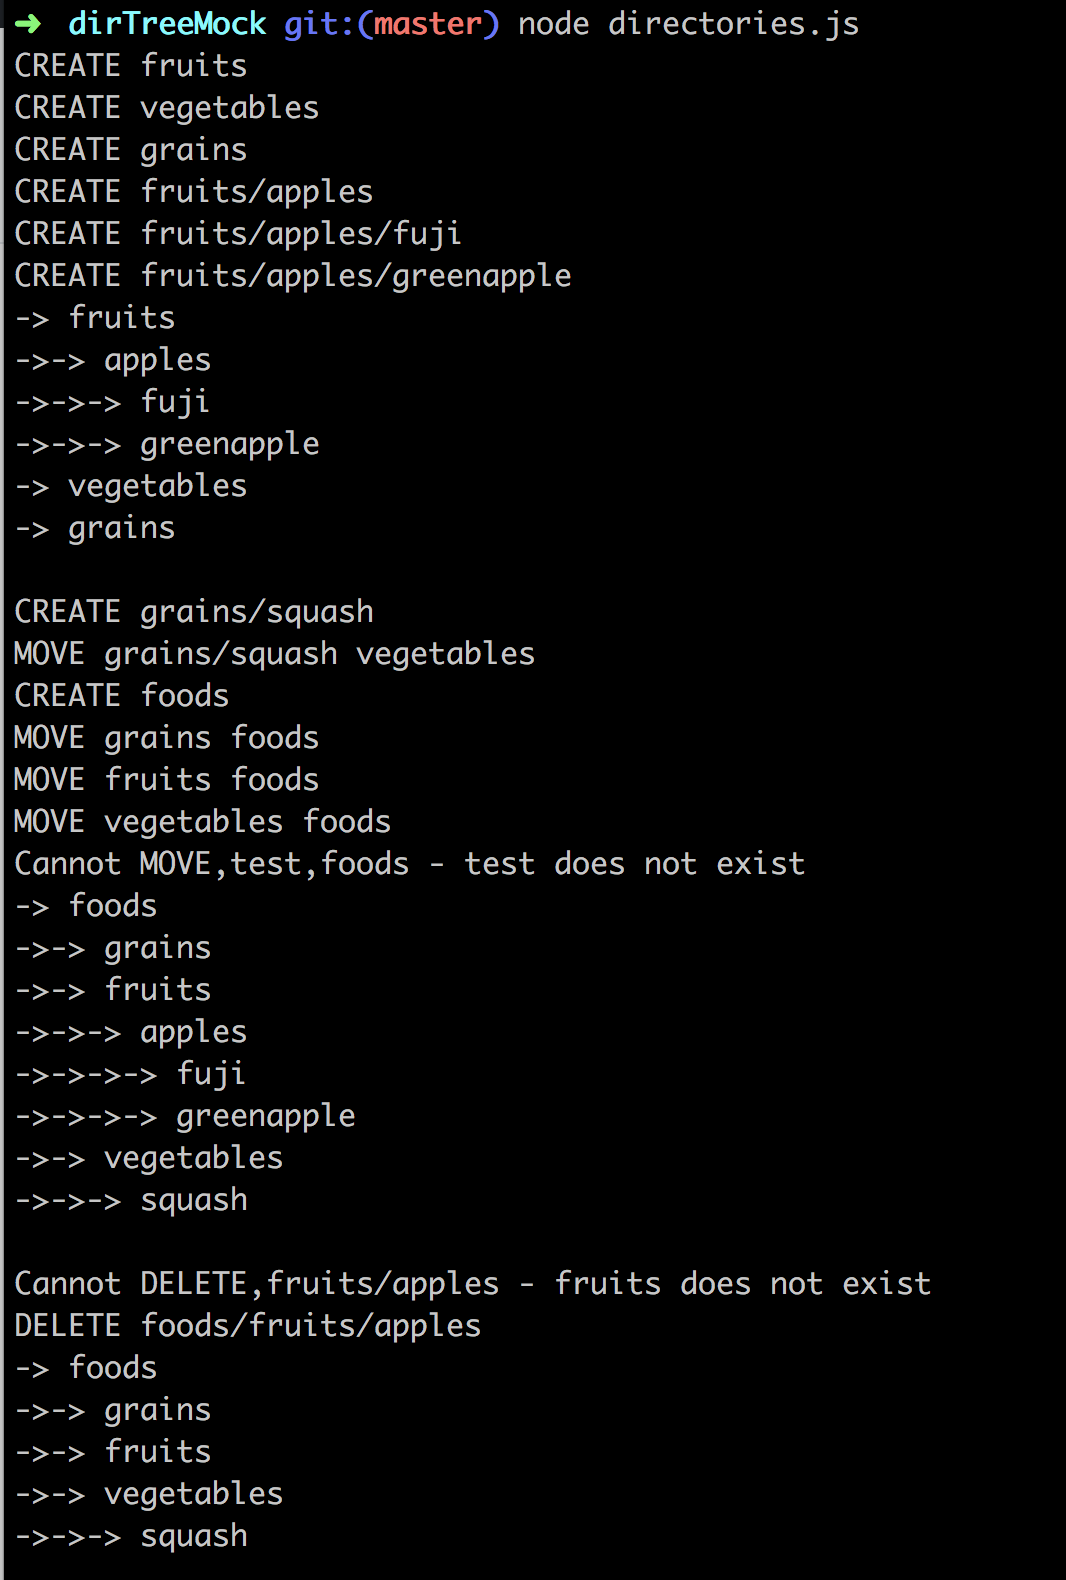 ➜ dirTreeMock git:(master) node directories.js
CREATE fruits
CREATE vegetables
CREATE grains
CREATE fruits/apples
CREATE fruits/apples/fuji
CREATE fruits/apples/greenapple
-> fruits
->-> apples
->->-> fuji
->->-> greenapple
-> vegetables
-> grains

CREATE grains/squash
MOVE grains/squash vegetables
CREATE foods
MOVE grains foods
MOVE fruits foods
MOVE vegetables foods
Cannot MOVE,test,foods - test does not exist
-> foods
->-> grains
->-> fruits
->->-> apples
->->->-> fuji
->->->-> greenapple
->-> vegetables
->->-> squash

Cannot DELETE,fruits/apples - fruits does not exist
DELETE foods/fruits/apples
-> foods
->-> grains
->-> fruits
->-> vegetables
->->-> squash